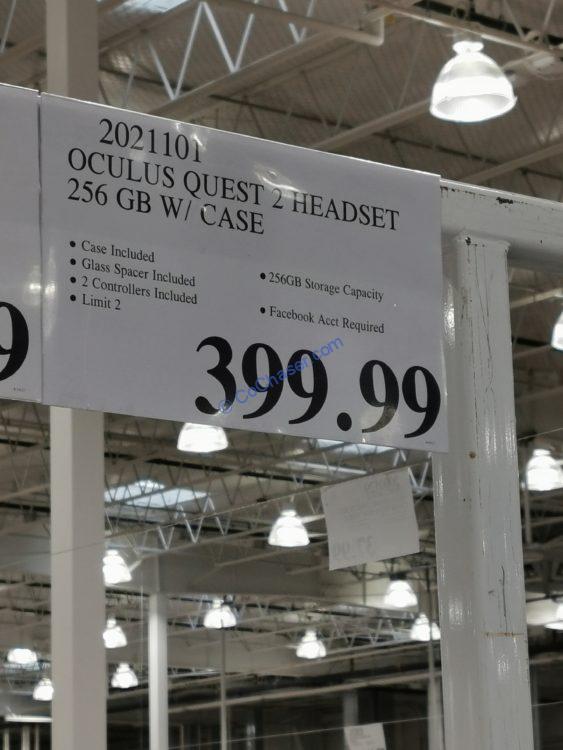 2021101
OCULUS QUEST 2 HEADSET
256 GB W/ CASE
• Case Included
• Glass Spacer Included
• 2 Controllers Included
• Limit 2
• 256GB Storage Capacity
• Facebook Acct Required
399.99
© CoChaser.com
9